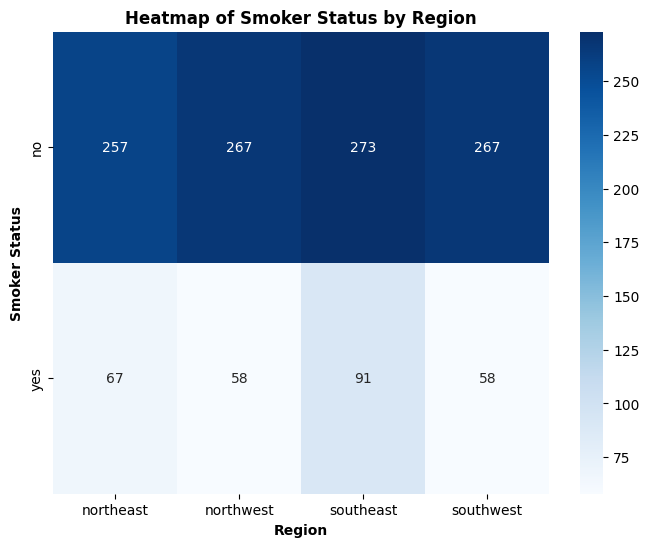 Heatmap of Smoker Status by Region
Smoker Status
no
257 267 273 267
yes
67 58 91 58
northeast northwest southeast southwest
Region
250
225
200
175
150
125
100
75